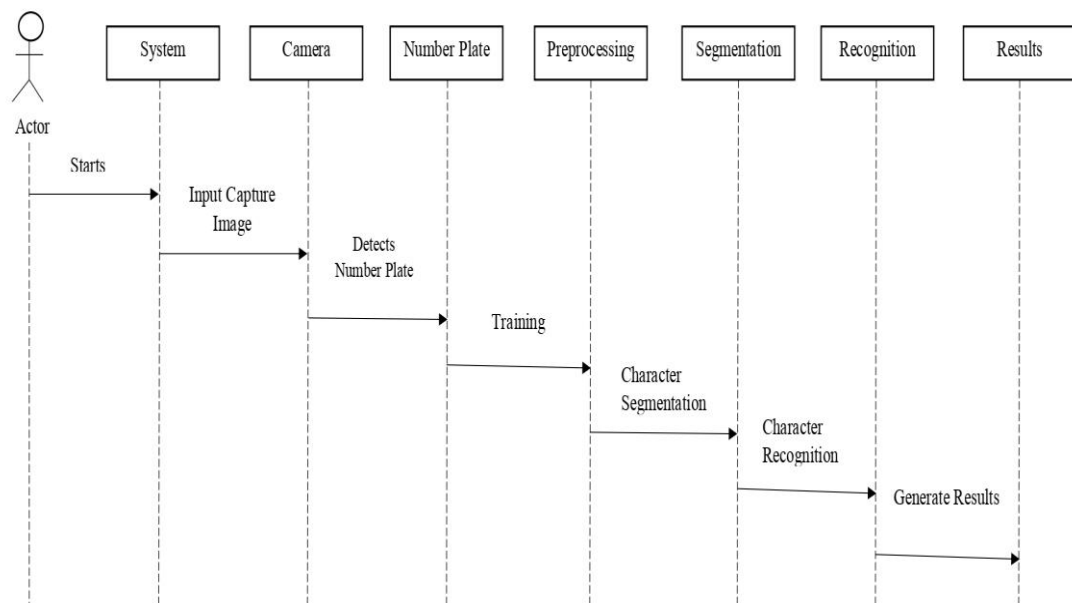 System
Camera
Number Plate
Preprocessing
Segmentation
Recognition
Results
Actor
Starts
Input Capture
Image
Detects
Number Plate
Training
Character
Segmentation
Character
Recognition
Generate Results